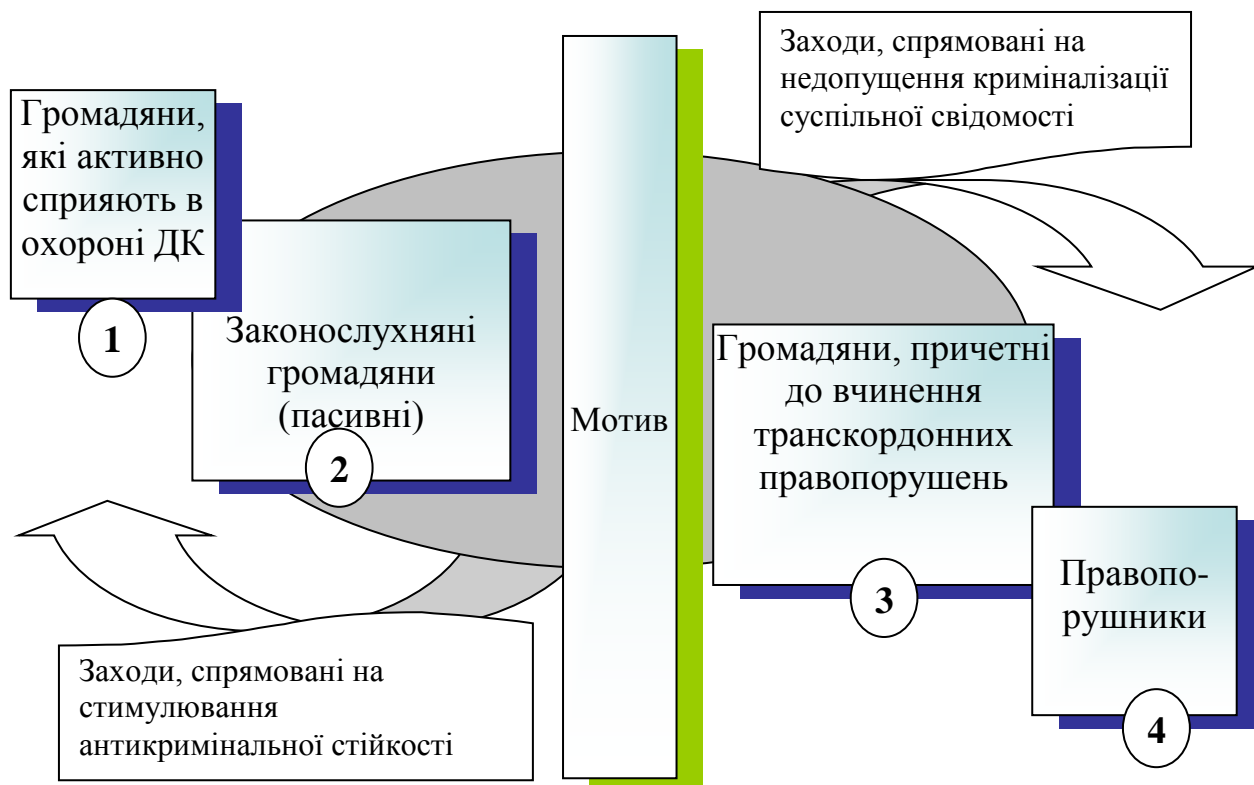 Громадяни,
які активно
сприяють в
охороні ДК
1
Законослухняні
громадяни
(пасивні)
2
Заходи, спрямовані на
стимулювання
антикримінальної стійкості
Мотив
Заходи, спрямовані на
недопущення криміналізації
суспільної свідомості
Громадяни, причетні
до вчинення
транскордонних
правопорушень
3
Правопо-
рушники
4